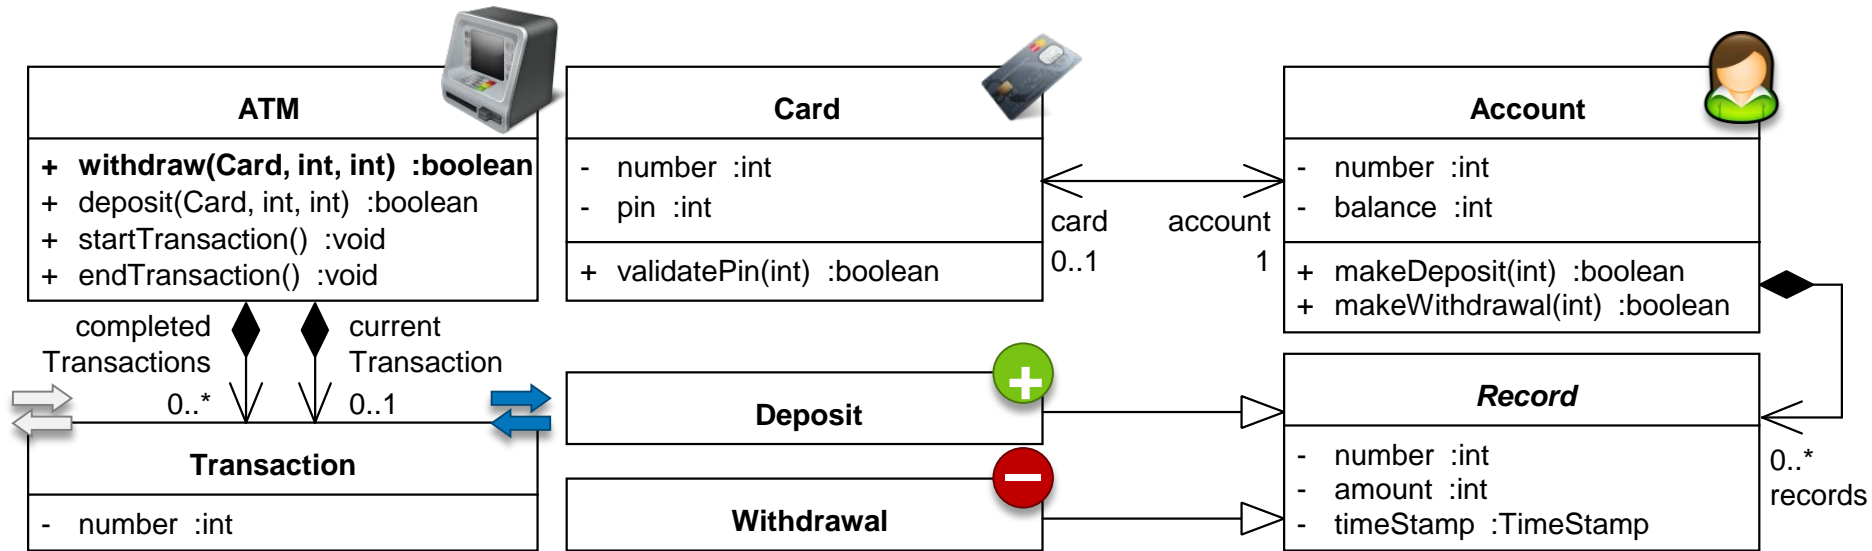 ATM
+ withdraw(Card, int, int) :boolean
+ deposit(Card, int, int) :boolean
+ startTransaction() :void
+ endTransaction() :void
completed
Transactions
0..*
current
Transaction
0..1
Transaction
- number :int
Card
- number :int
- pin :int
+ validatePin(int) :boolean
card
0..1
account
1
Account
- number :int
- balance :int
+ makeDeposit(int) :boolean
+ makeWithdrawal(int) :boolean
Deposit
Withdrawal
Record
- number :int
- amount :int
- timeStamp :TimeStamp
0..*
records